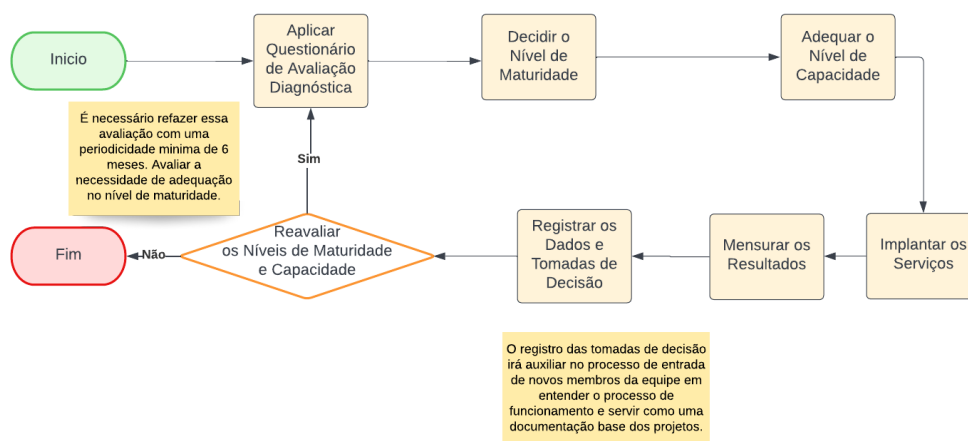 Inicio
Aplicar
Questionário
de Avaliação
Diagnóstica
Decidir o
Nível de
Maturidade
Adequar o
Nível de
Capacidade
É necessário refazer essa
avaliação com uma
periodicidade minima de 6
meses. Avaliar a
necessidade de adequação
no nível de maturidade.
Sim
Fim
Não
Reavaliar
os Níveis de Maturidade
e Capacidade
Registrar os
Dados e
Tomadas de
Decisão
Mensurar os
Resultados
Implantar os
Serviços
O registro das tomadas de decisão
irá auxiliar no processo de entrada
de novos membros da equipe em
entender o processo de
funcionamento e servir como uma
documentação base dos projetos.